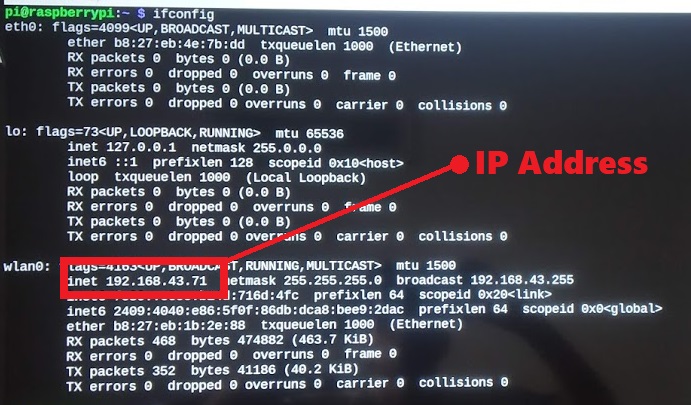 pi@raspberrypi:~ $ ifconfig
eth0: flags=4099<UP,BROADCAST,MULTICAST>  mtu 1500
ether b8:27:eb:4e:7b:dd  txqueuelen 1000  (Ethernet)
RX packets 0  bytes 0 (0.0 B)
RX errors 0  dropped 0  overruns 0  frame 0
TX packets 0  bytes 0 (0.0 B)
TX errors 0  dropped 0 overruns 0  carrier 0  collisions 0
lo: flags=73<UP,LOOPBACK,RUNNING>  mtu 65536
inet 127.0.0.1  netmask 255.0.0.0
inet6 ::1  prefixlen 128  scopeid 0x10<host>
loop  txqueuelen 1000  (Local Loopback)
RX packets 0  bytes 0 (0.0 B)
RX errors 0  dropped 0  overruns 0  frame 0
TX packets 0  bytes 0 (0.0 B)
TX errors 0  dropped 0 overruns 0  carrier 0  collisions 0
IP Address
wlan0: flags=4163<UP,BROADCAST,RUNNING,MULTICAST>  mtu 1500
inet 192.168.43.71  netmask 255.255.255.0  broadcast 192.168.43.255
prefixlen 64  scopeid 0x20<link>
inet6 2409:4040:e86:5f0f:86db:dca8:bee9:2dac  prefixlen 64  scopeid 0x0<global>
ether b8:27:eb:1b:2e:88  txqueuelen 1000  (Ethernet)
RX packets 468  bytes 474882 (463.7 KiB)
RX errors 0  dropped 0  overruns 0  frame 0
TX packets 352  bytes 41186 (40.2 KiB)
TX errors 0  dropped 0 overruns 0  carrier 0  collisions 0